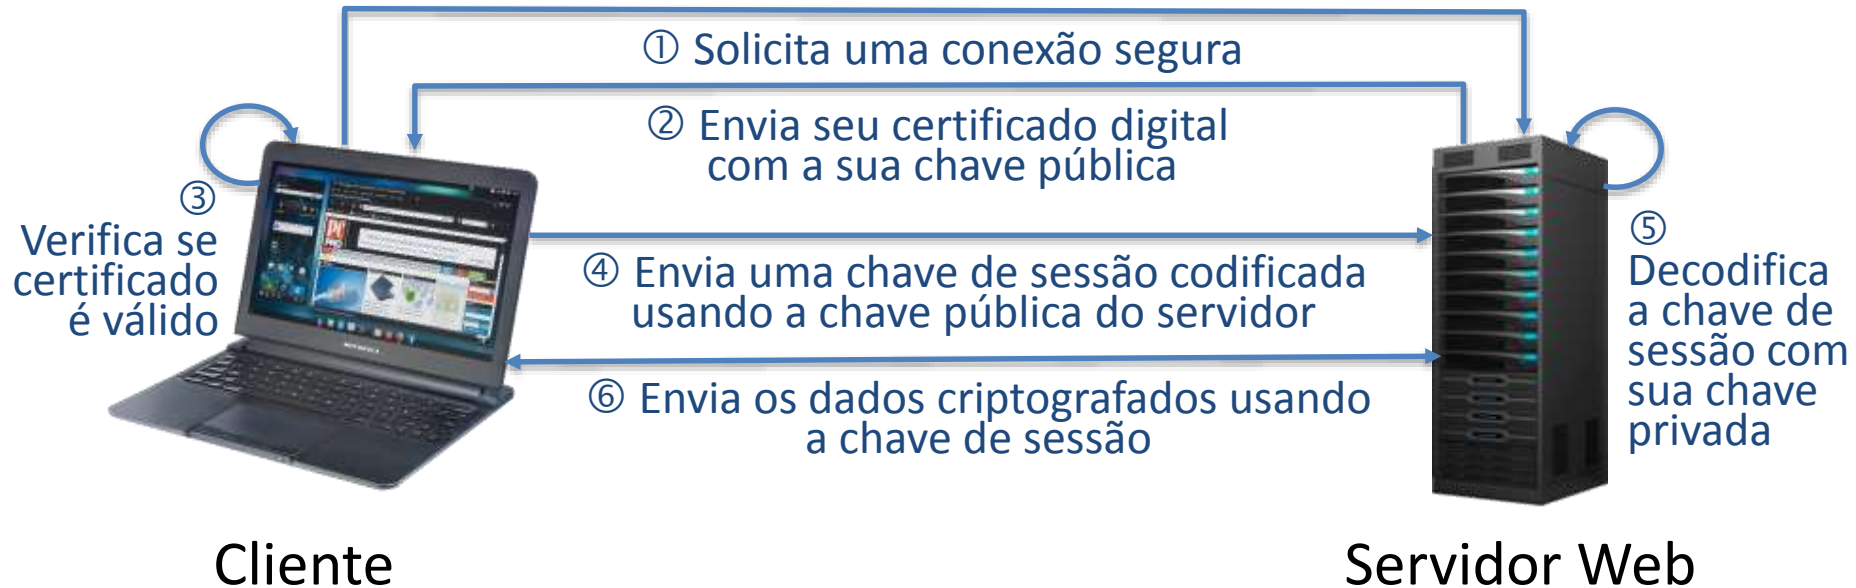 ① Solicita uma conexão segura
② Envia seu certificado digital
com a sua chave pública
③
Verifica se
certificado
é válido
④ Envia uma chave de sessão codificada
usando a chave pública do servidor
⑤
Decodifica
a chave de
sessão com
sua chave
privada
⑥ Envia os dados criptografados usando
a chave de sessão
Cliente
Servidor Web